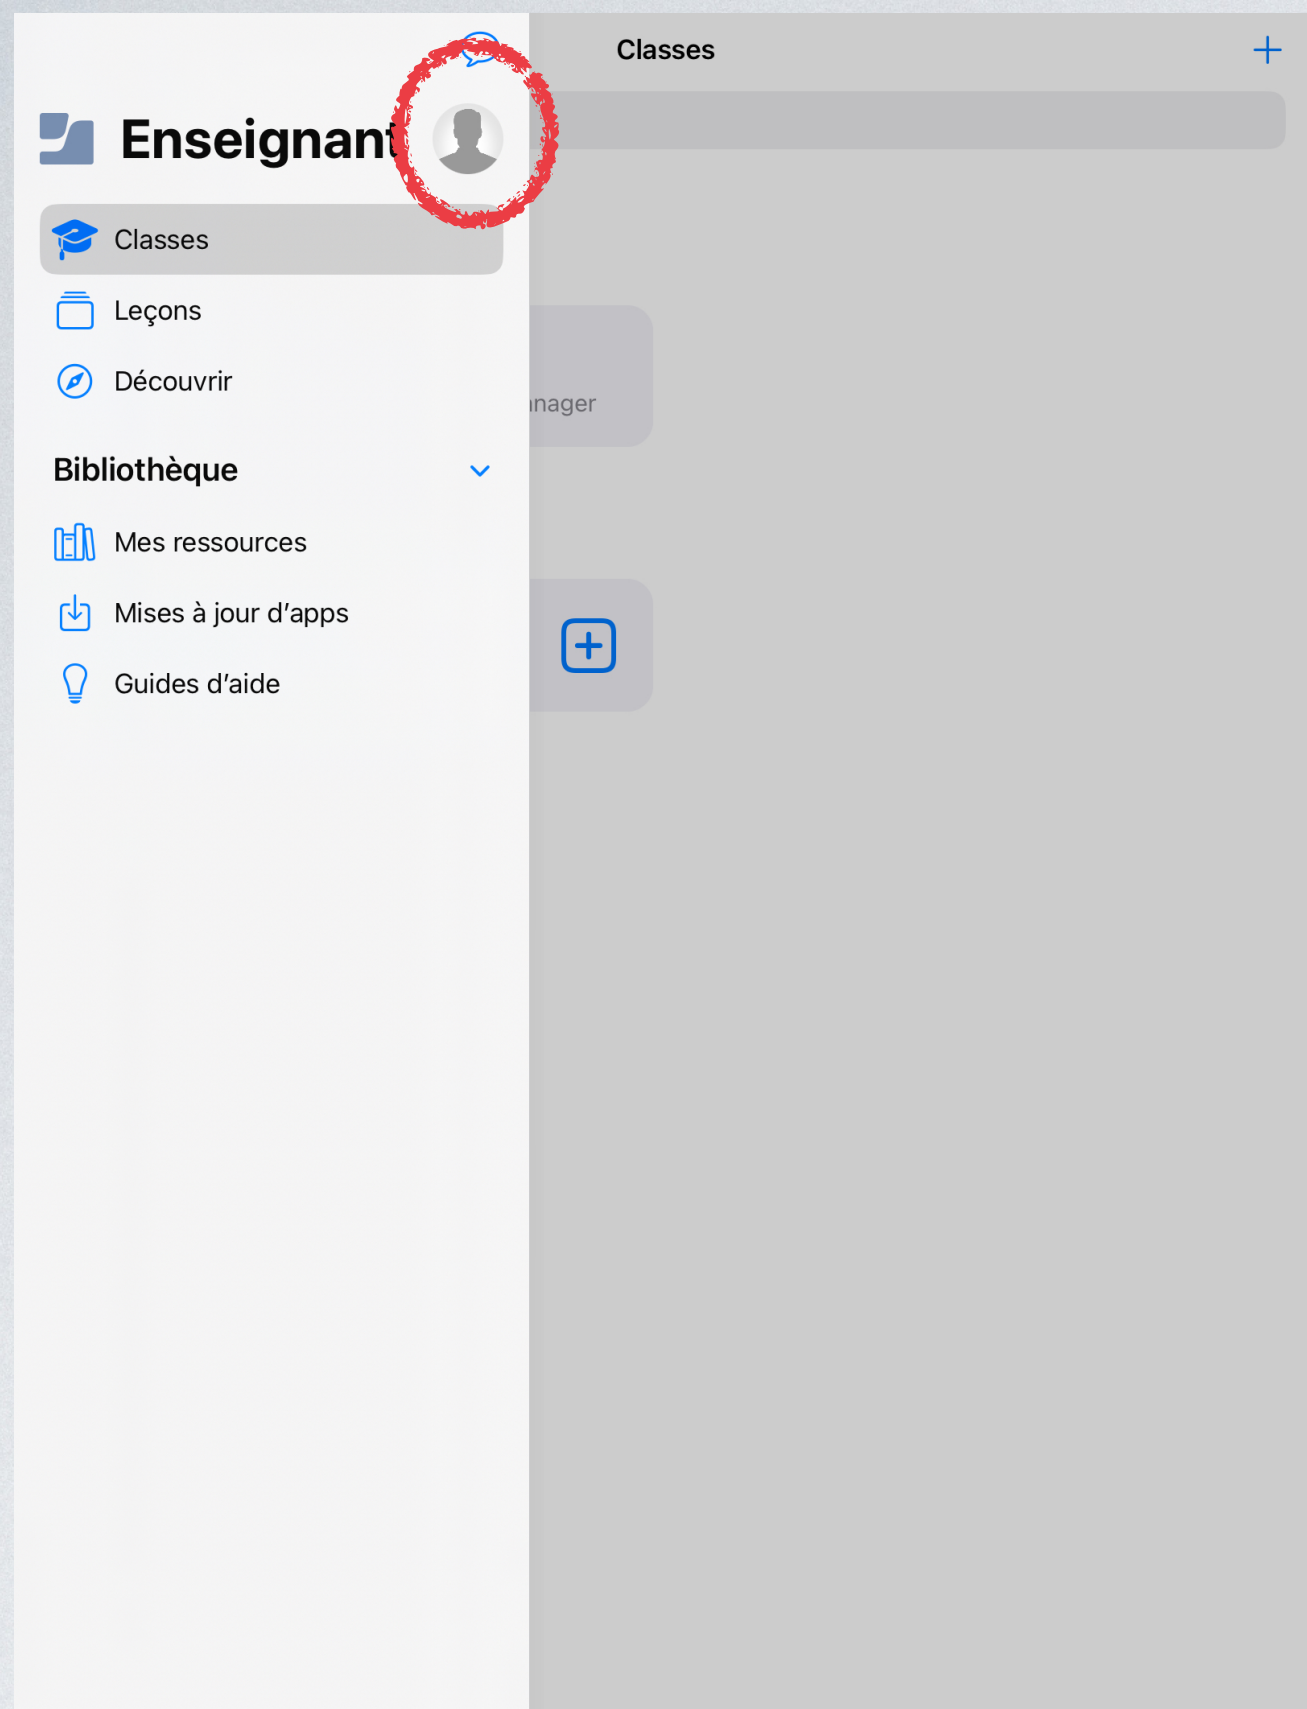 Classes
Enseignant
Classes
Leçons
Découvrir
Bibliothèque
Mes ressources
Mises à jour d’apps
Guides d’aide